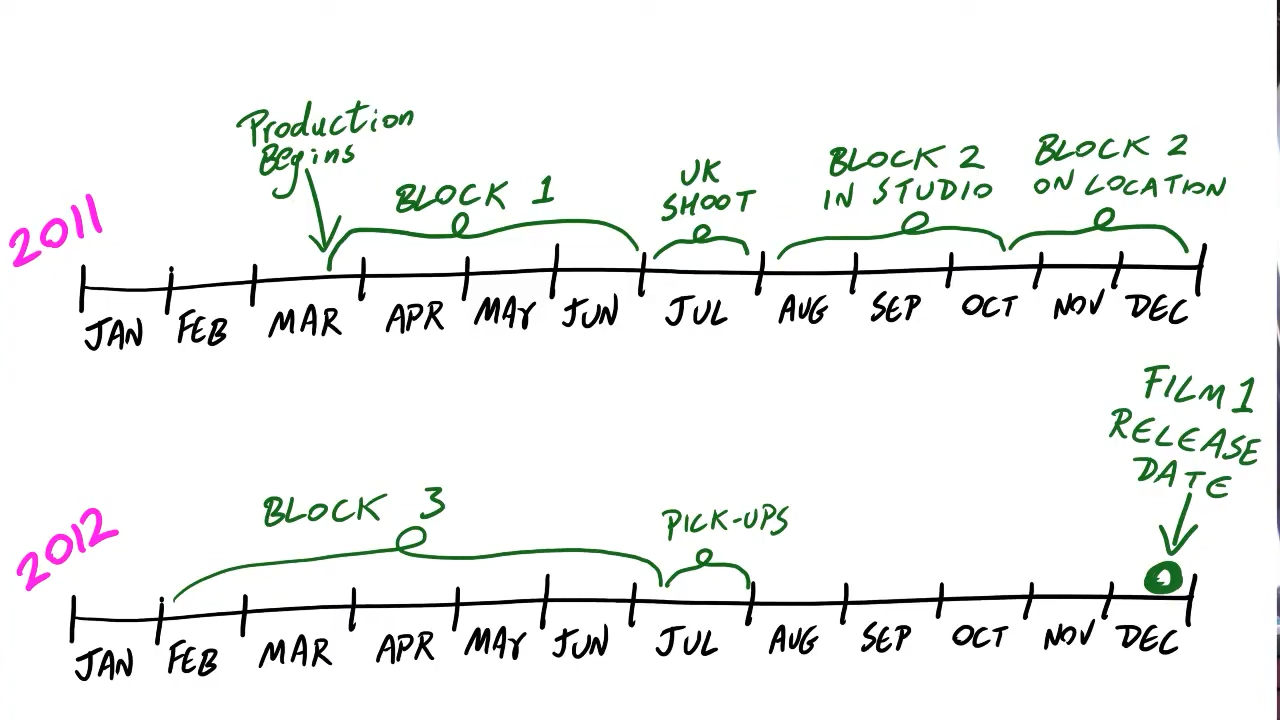 Production
Begins
BLOCK 1
UK
SHOOT
BLOCK 2
IN STUDIO
BLOCK 2
ON LOCATION
2011
JAN FEB MAR APR MAY JUN JUL AUG SEP OCT NOV DEC
FILM 1
RELEASE
DATE
BLOCK 3
PICK-UPS
2012
JAN FEB MAR APR MAY JUN JUL AUG SEP OCT NOV DEC